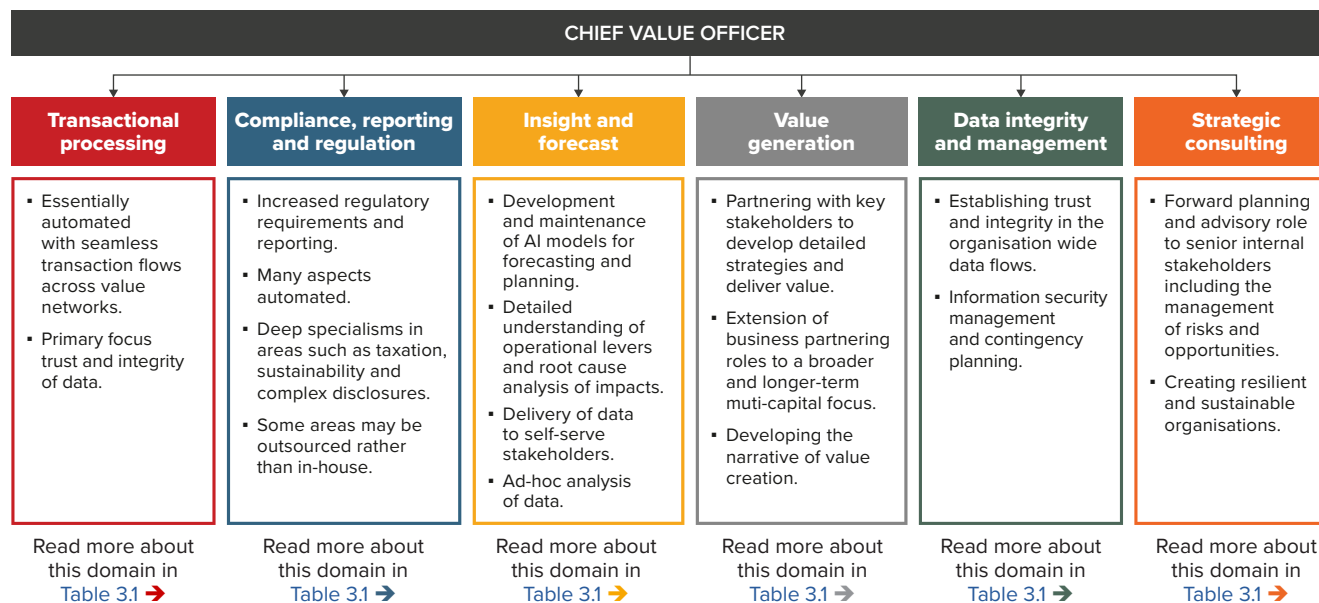 CHIEF VALUE OFFICER
Transactional
processing
▪ Essentially
automated
with seamless
transaction flows
across value
networks.
▪ Primary focus
trust and integrity
of data.
Read more about
this domain in
Table 3.1 ➔
Compliance, reporting
and regulation
▪ Increased regulatory
requirements and
reporting.
▪ Many aspects
automated.
▪ Deep specialisms in
areas such as taxation,
sustainability and
complex disclosures.
▪ Some areas may be
outsourced rather
than in-house.
Read more about
this domain in
Table 3.1 ➔
Insight and
forecast
▪ Development
and maintenance
of AI models for
forecasting and
planning.
▪ Detailed
understanding of
operational levers
and root cause
analysis of impacts.
▪ Delivery of data
to self-serve
stakeholders.
▪ Ad-hoc analysis
of data.
Read more about
this domain in
Table 3.1 ➔
Value
generation
▪ Partnering with key
stakeholders to
develop detailed
strategies and
deliver value.
▪ Extension of
business partnering
roles to a broader
and longer-term
muti-capital focus.
▪ Developing the
narrative of value
creation.
Read more about
this domain in
Table 3.1 ➔
Data integrity
and management
▪ Establishing trust
and integrity in the
organisation wide
data flows.
▪ Information security
management
and contingency
planning.
Read more about
this domain in
Table 3.1 ➔
Strategic
consulting
▪ Forward planning
and advisory role
to senior internal
stakeholders
including the
management
of risks and
opportunities.
▪ Creating resilient
and sustainable
organisations.
Read more about
this domain in
Table 3.1 ➔